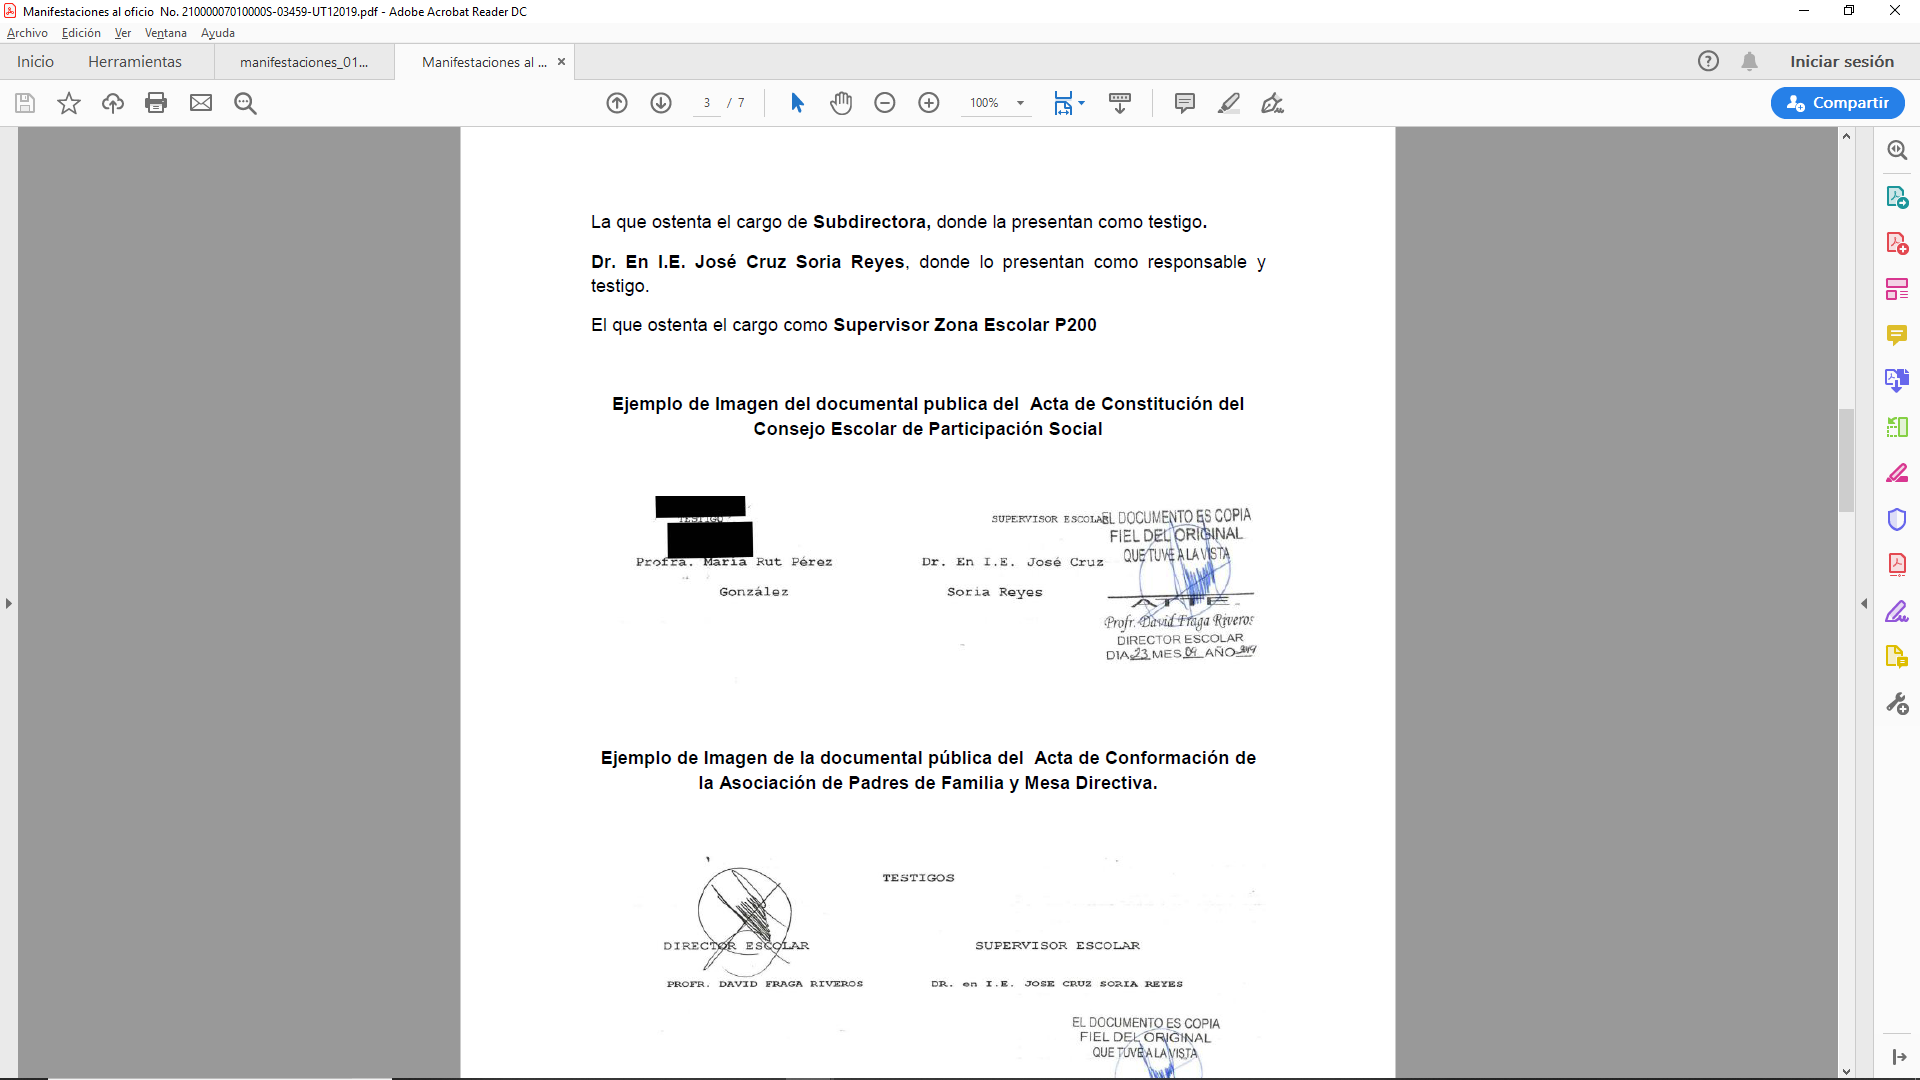 Manifestaciones al oficio  No. 21000007010000S-03459-UT12019.pdf - Adobe Acrobat Reader DC
Archivo Edición Ver Ventana Ayuda
Inicio Herramientas manifestaciones_01... Manifestaciones al ... Iniciar sesión
3 / 7 100% Compartir
La que ostenta el cargo de Subdirectora, donde la presentan como testigo.
Dr. En I.E. José Cruz Soria Reyes, donde lo presentan como responsable y
testigo.
El que ostenta el cargo como Supervisor Zona Escolar P200
Ejemplo de Imagen del documental publica del  Acta de Constitución del
Consejo Escolar de Participación Social
TESTIGO
Profra. María Rut Pérez
González
SUPERVISOR ESCOLAR
Dr. En I.E. José Cruz
Soria Reyes
EL DOCUMENTO ES COPIA
FIEL DEL ORIGINAL
QUE TUVE A LA VISTA
Profr. David Fraga Riveros
DIRECTOR ESCOLAR
DIA 23 MES 04 AÑO
Ejemplo de Imagen de la documental pública del  Acta de Conformación de
la Asociación de Padres de Familia y Mesa Directiva.
TESTIGOS
DIRECTOR ESCOLAR SUPERVISOR ESCOLAR
PROFR. DAVID FRAGA RIVEROS DR. en I.E. JOSE CRUZ SORIA REYES
EL DOCUMENTO ES COPIA
FIEL DEL ORIGINAL
QUE TUVE A LA VISTA